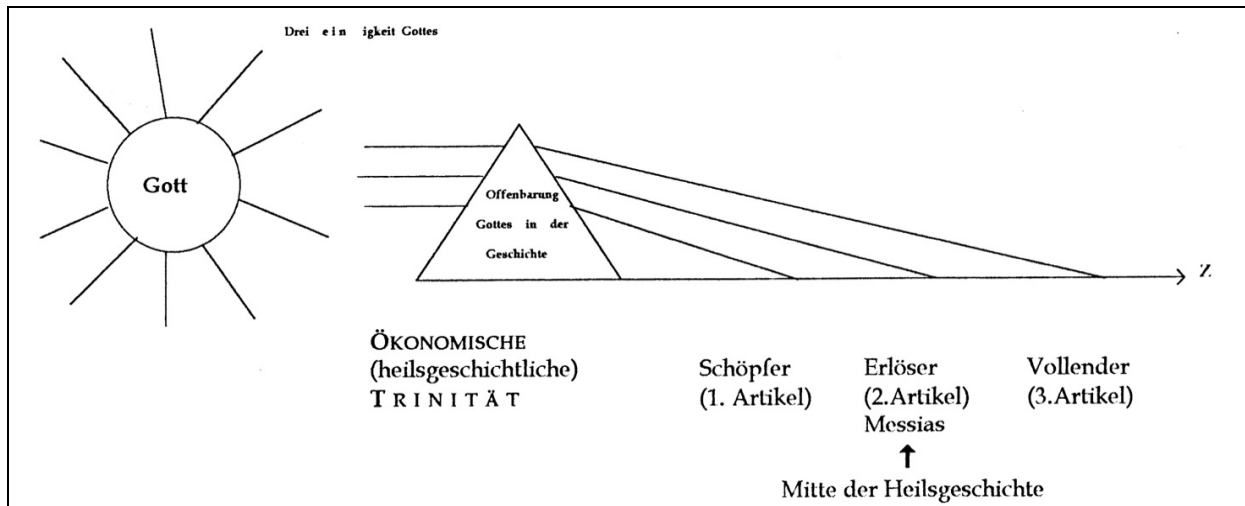 Drei ein igkeit Gottes
Gott
Offenbarung
Gottes in der
Geschichte
Z
ÖKONOMISCHE
(heilsgeschichtliche)
TRINITÄT
Schöpfer
(1. Artikel)
Erlöser
(2.Artikel)
Messias
Vollender
(3.Artikel)
Mitte der Heilsgeschichte